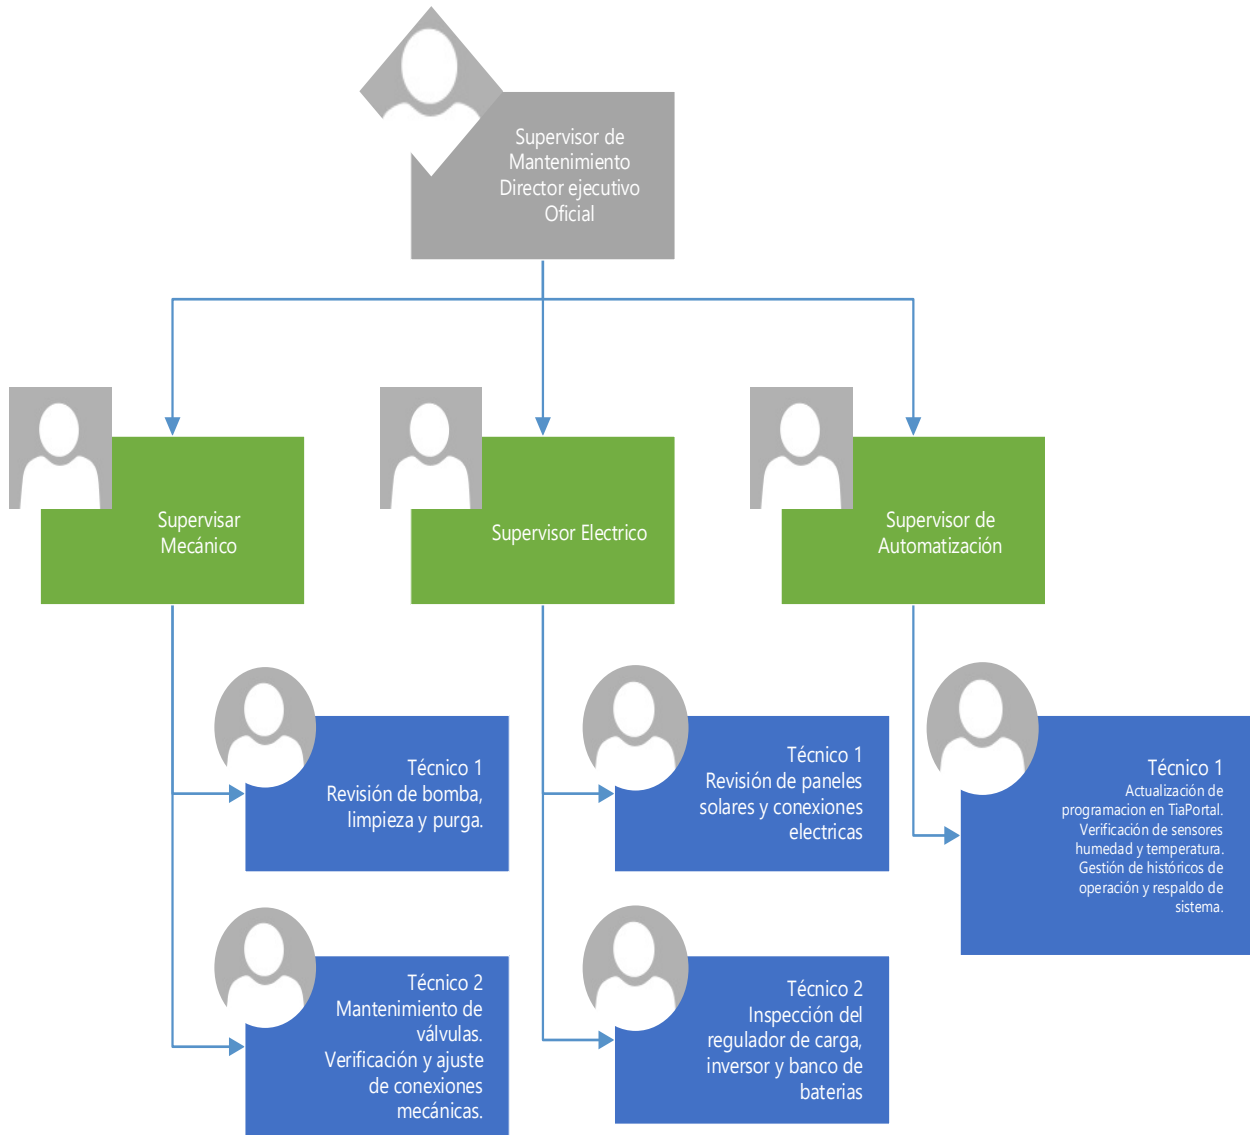 Supervisor de
Mantenimiento
Director ejecutivo
Oficial
Supervisar
Mecánico
Supervisor Electrico
Supervisor de
Automatización
Técnico 1
Revisión de bomba,
limpieza y purga.
Técnico 1
Revisión de paneles
solares y conexiones
electricas
Técnico 1
Actualización de
programacion en TiaPortal.
Verificación de sensores
humedad y temperatura.
Gestión de históricos de
operación y respaldo de
sistema.
Técnico 2
Mantenimiento de
válvulas.
Verificación y ajuste
de conexiones
mecánicas.
Técnico 2
Inspección del
regulador de carga,
inversor y banco de
baterias